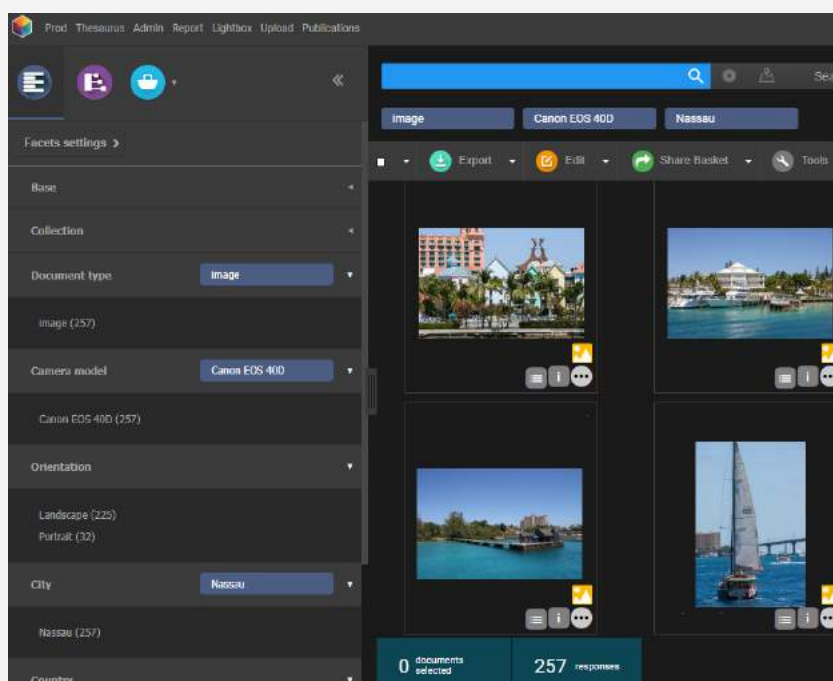 Prod Thesaurus Admin Report Lightbox Upload Publications
Facets settings
Base
Collection
Document type image
image (257)
Camera model Canon EOS 40D
Canon EOS 40D (257)
Orientation
Landscape (225)
Portrait (32)
City Nassau
Nassau (257)
Country
Sea
image Canon EOS 40D Nassau
Export Edit Share Basket Tools
0 documents selected 257 responses